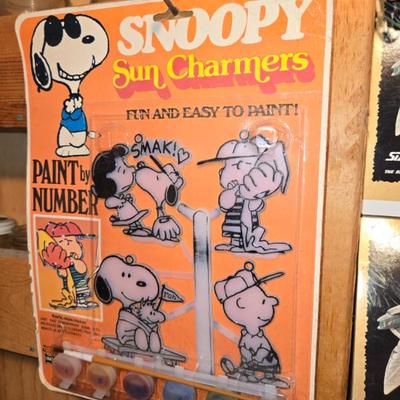 SNOOPY
Sun Charmers
FUN AND EASY TO PAINT!
SMAK!
PAINT by
NUMBER